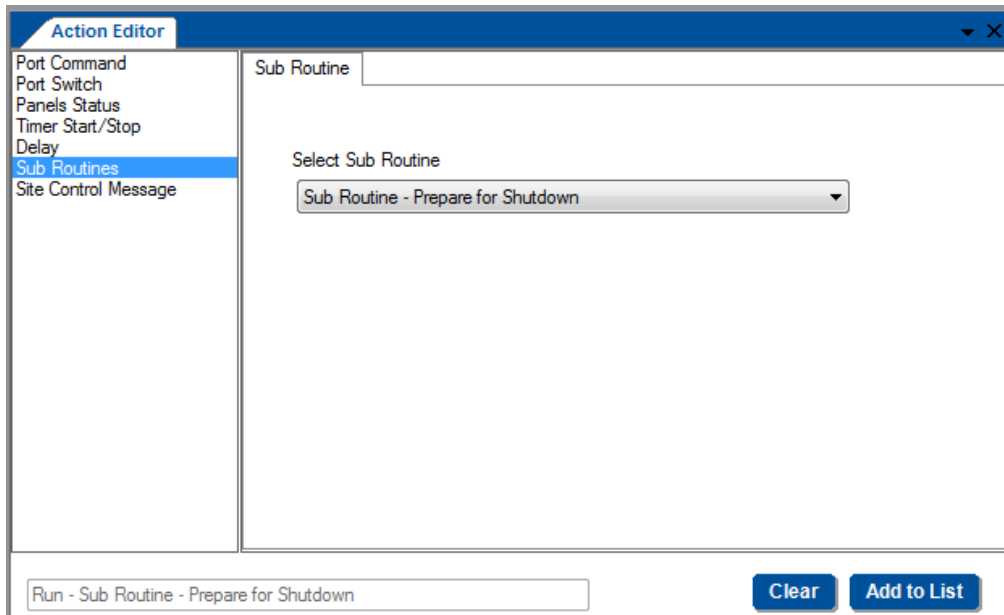 Action Editor
Port Command
Port Switch
Panels Status
Timer Start/Stop
Delay
Sub Routines
Site Control Message
Sub Routine
Select Sub Routine
Sub Routine - Prepare for Shutdown
Run - Sub Routine - Prepare for Shutdown
Clear
Add to List